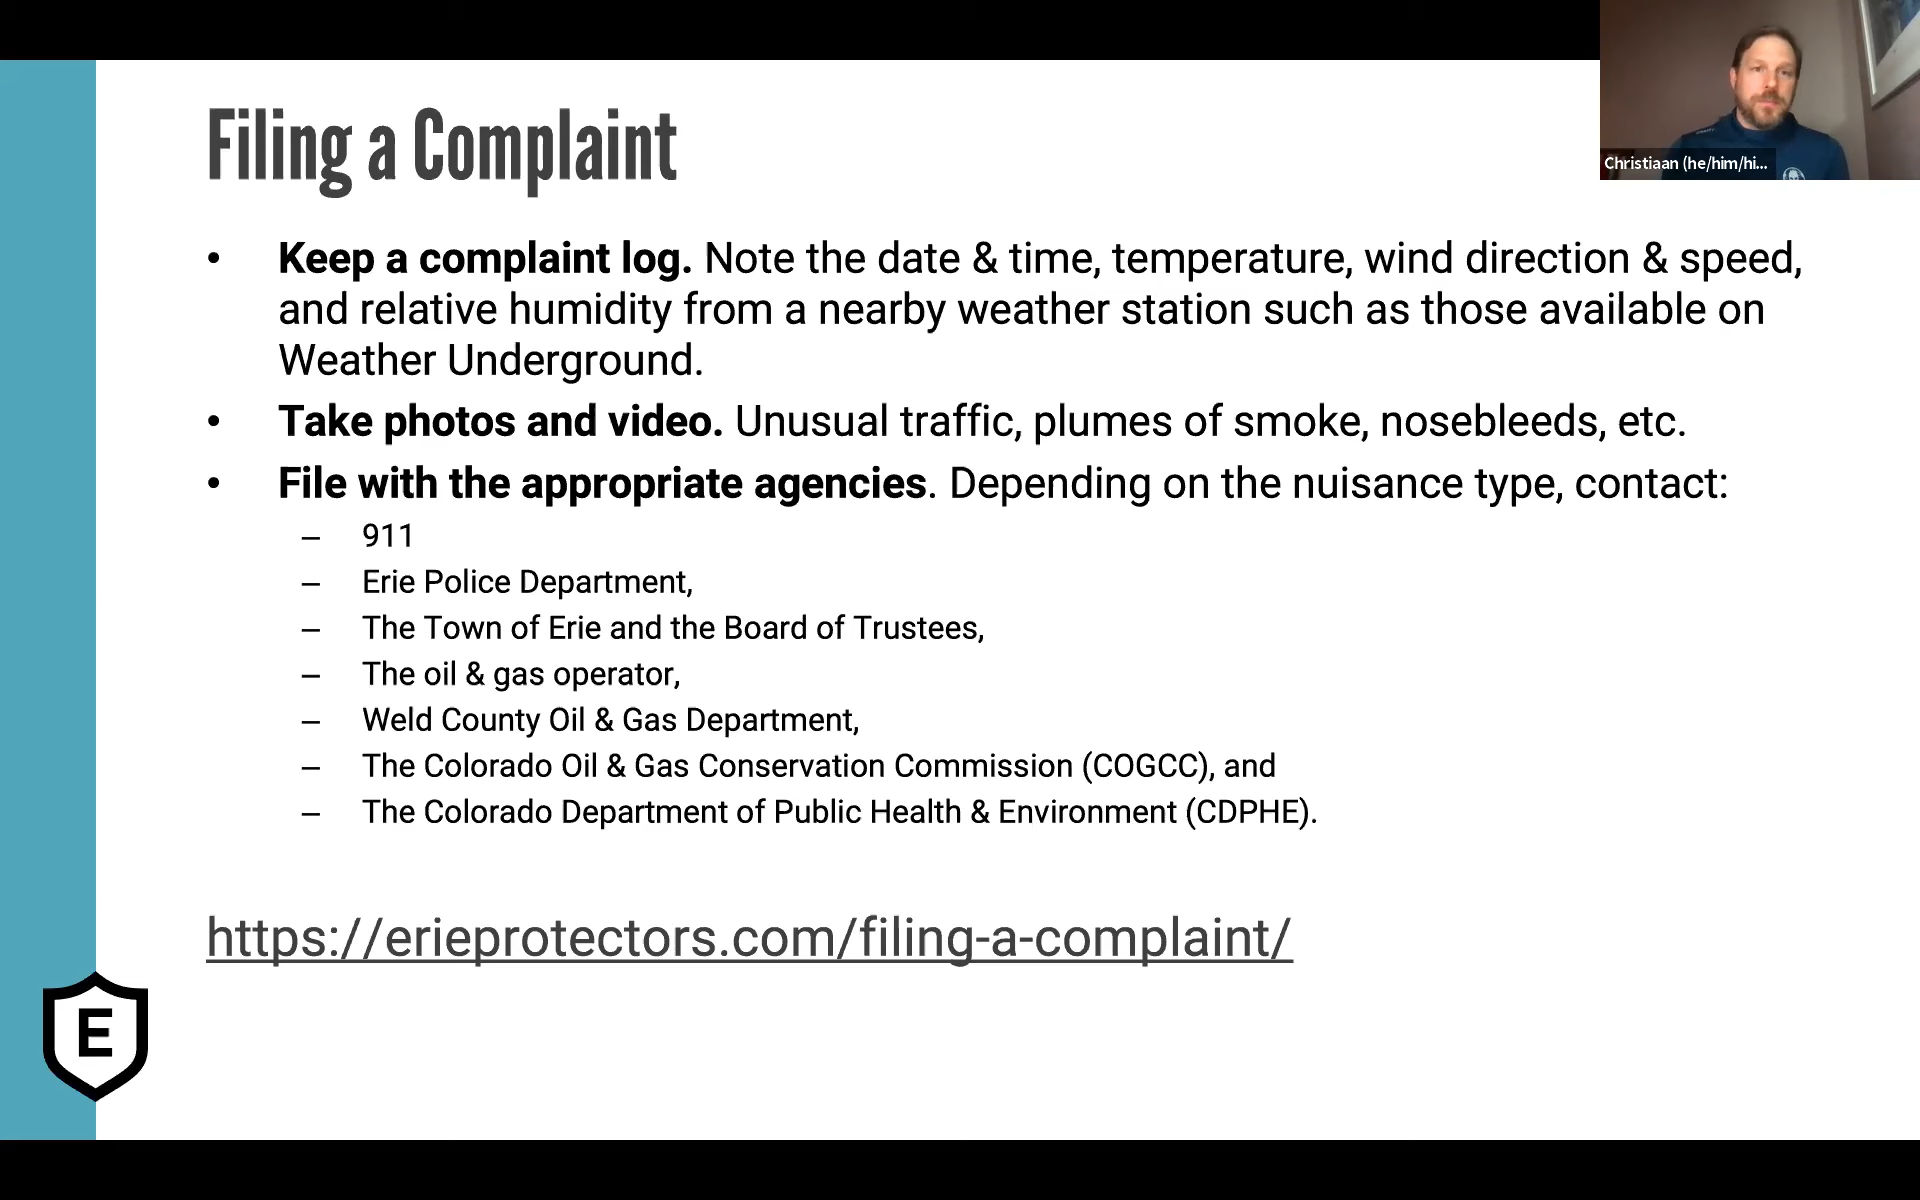 Filing a Complaint
Christiaan (he/him/hi...
• Keep a complaint log. Note the date & time, temperature, wind direction & speed,
and relative humidity from a nearby weather station such as those available on
Weather Underground.
• Take photos and video. Unusual traffic, plumes of smoke, nosebleeds, etc.
• File with the appropriate agencies. Depending on the nuisance type, contact:
– 911
– Erie Police Department,
– The Town of Erie and the Board of Trustees,
– The oil & gas operator,
– Weld County Oil & Gas Department,
– The Colorado Oil & Gas Conservation Commission (COGCC), and
– The Colorado Department of Public Health & Environment (CDPHE).
https://erieprotectors.com/filing-a-complaint/
E